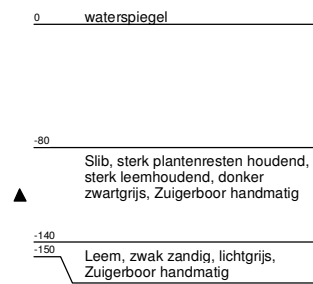 0 waterspiegel
-80
Slib, sterk plantenresten houdend,
sterk leemhoudend, donker
zwartgrijs, Zuigerboor handmatig
-140
-150 Leem, zwak zandig, lichtgrijs,
Zuigerboor handmatig